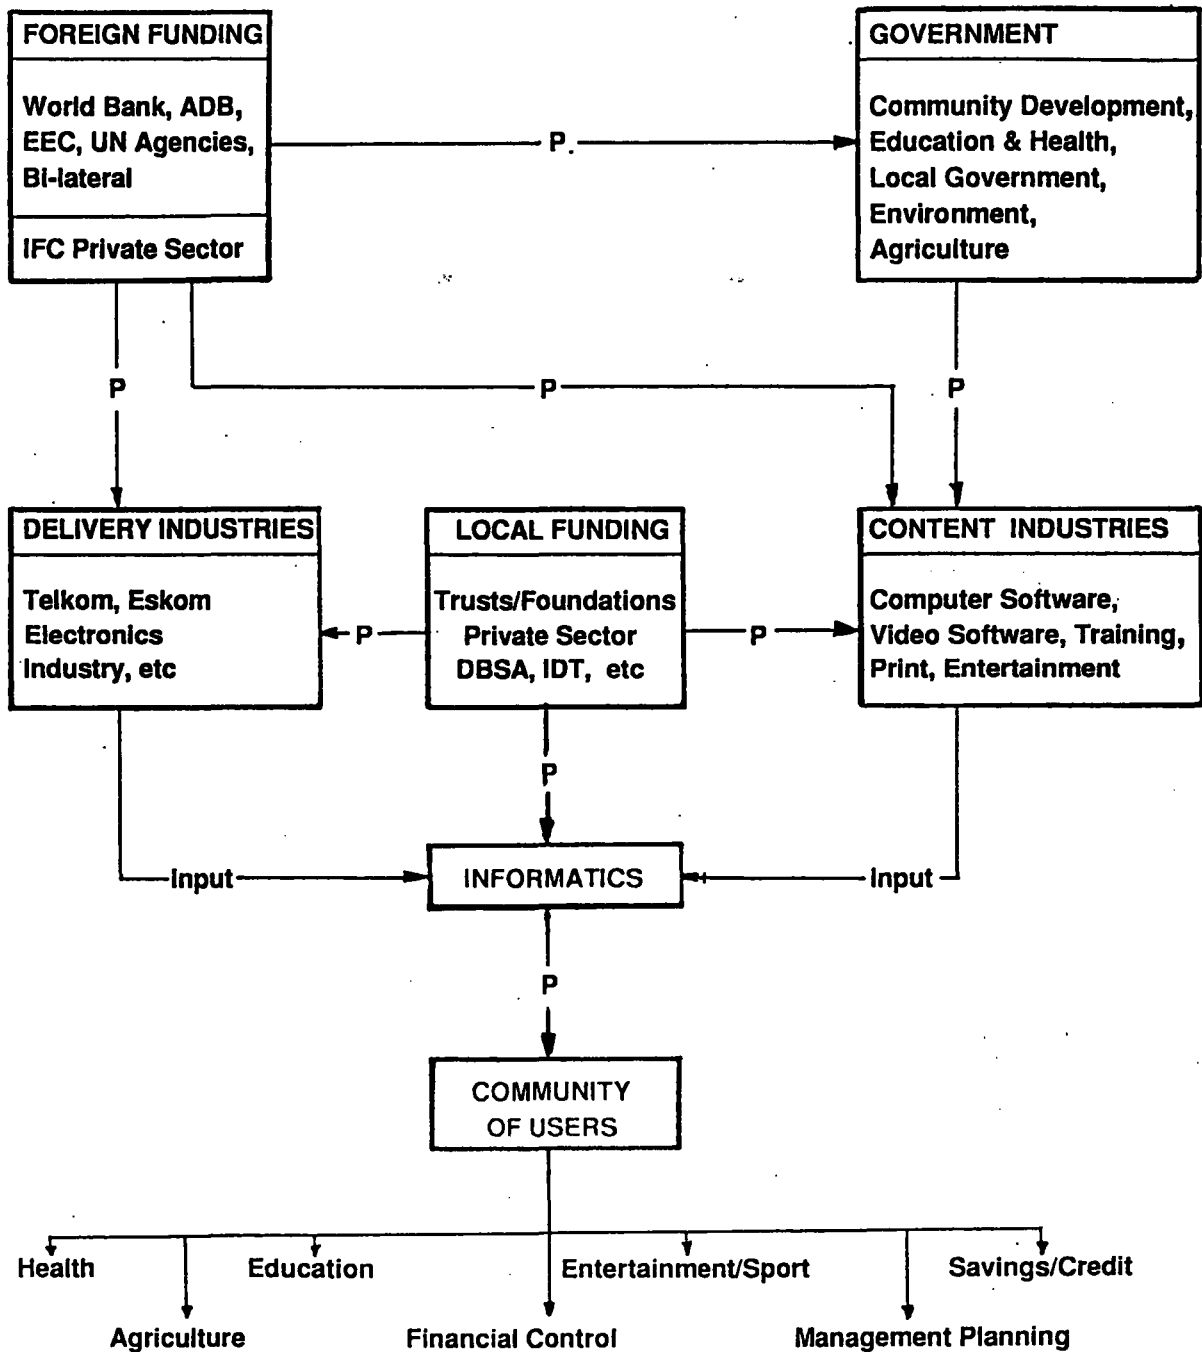 FOREIGN FUNDING
World Bank, ADB,
EEC, UN Agencies,
Bi-lateral
IFC Private Sector
GOVERNMENT
Community Development,
Education & Health,
Local Government,
Environment,
Agriculture
P
P
P
P
DELIVERY INDUSTRIES
Telkom, Eskom
Electronics
Industry, etc
P
LOCAL FUNDING
Trusts/Foundations
Private Sector
DBSA, IDT, etc
P
CONTENT INDUSTRIES
Computer Software,
Video Software, Training,
Print, Entertainment
P
Input
INFORMATICS
Input
P
COMMUNITY
OF USERS
Health
Education
Entertainment/Sport
Savings/Credit
Agriculture
Financial Control
Management Planning